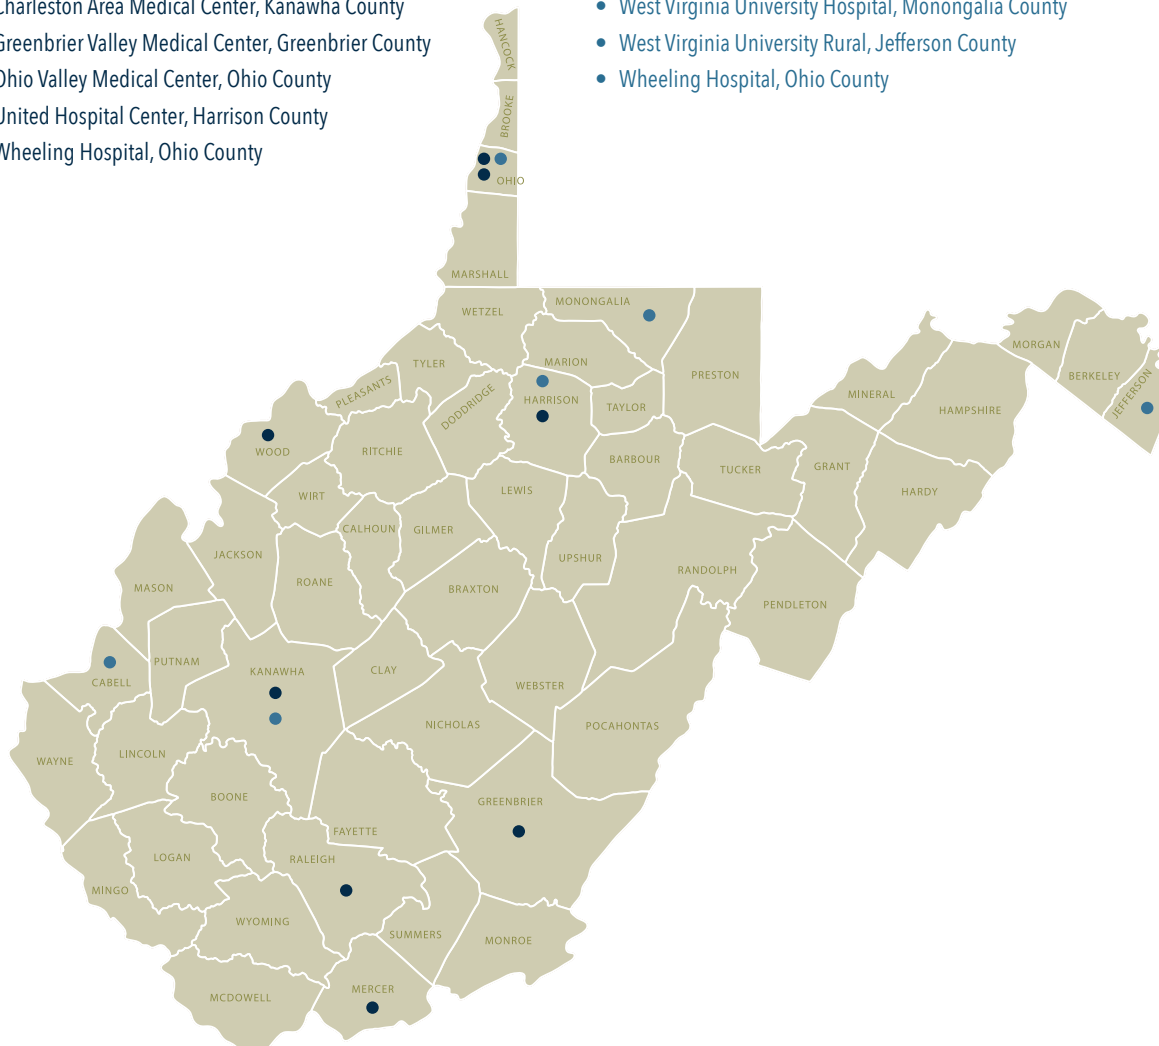 Charleston Area Medical Center, Kanawha County
Greenbrier Valley Medical Center, Greenbrier County
Ohio Valley Medical Center, Ohio County
United Hospital Center, Harrison County
Wheeling Hospital, Ohio County
• West Virginia University Hospital, Monongalia County
• West Virginia University Rural, Jefferson County
• Wheeling Hospital, Ohio County
HANCOCK
BROOKE
OHIO
MARSHALL
WETZEL
MONONGALIA
MORGAN
TYLER
MARION
PRESTON
BERKELEY
JEFFERSON
PLEASANTS
DODDRIDGE
HARRISON
TAYLOR
MINERAL
HAMPSHIRE
WOOD
RITCHIE
BARBOUR
TUCKER
GRANT
WIRT
LEWIS
HARDY
CALHOUN
GILMER
JACKSON
UPSHUR
ROANE
RANDOLPH
MASON
BRAXTON
PENDLETON
PUTNAM
KANAWHA
CLAY
CABELL
WEBSTER
NICHOLAS
POCAHONTAS
WAYNE
LINCOLN
BOONE
GREENBRIER
FAYETTE
LOGAN
RALEIGH
MINGO
WYOMING
SUMMERS
MONROE
MCDOWELL
MERCER